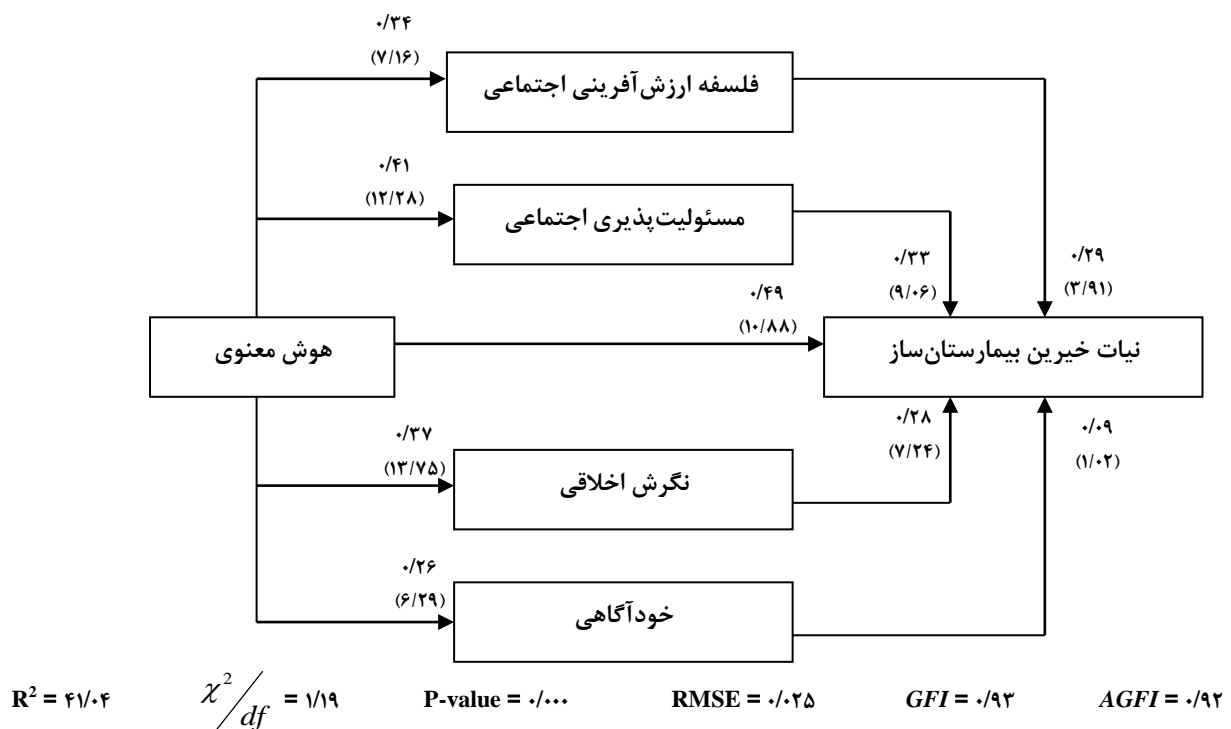 ۰/۳۴
(۷/۱۶)
فلسفه ارزش‌آفرینی اجتماعی
۰/۴۱
(۱۲/۲۸)
مسئولیت‌پذیری اجتماعی
۰/۳۳
(۹/۰۶)
۰/۲۹
(۳/۹۱)
۰/۴۹
(۱۰/۸۸)
هوش معنوی
نیات خیرین بیمارستان‌ساز
۰/۳۷
(۱۳/۷۵)
نگرش اخلاقی
۰/۲۸
(۷/۲۴)
۰/۰۹
(۱/۰۲)
۰/۲۶
(۶/۲۹)
خودآگاهی
R² = ۴۱/۰۴ χ²/df = ۱/۱۹ P-value = ۰/۰۰۰ RMSE = ۰/۰۲۵ GFI = ۰/۹۳ AGFI = ۰/۹۲